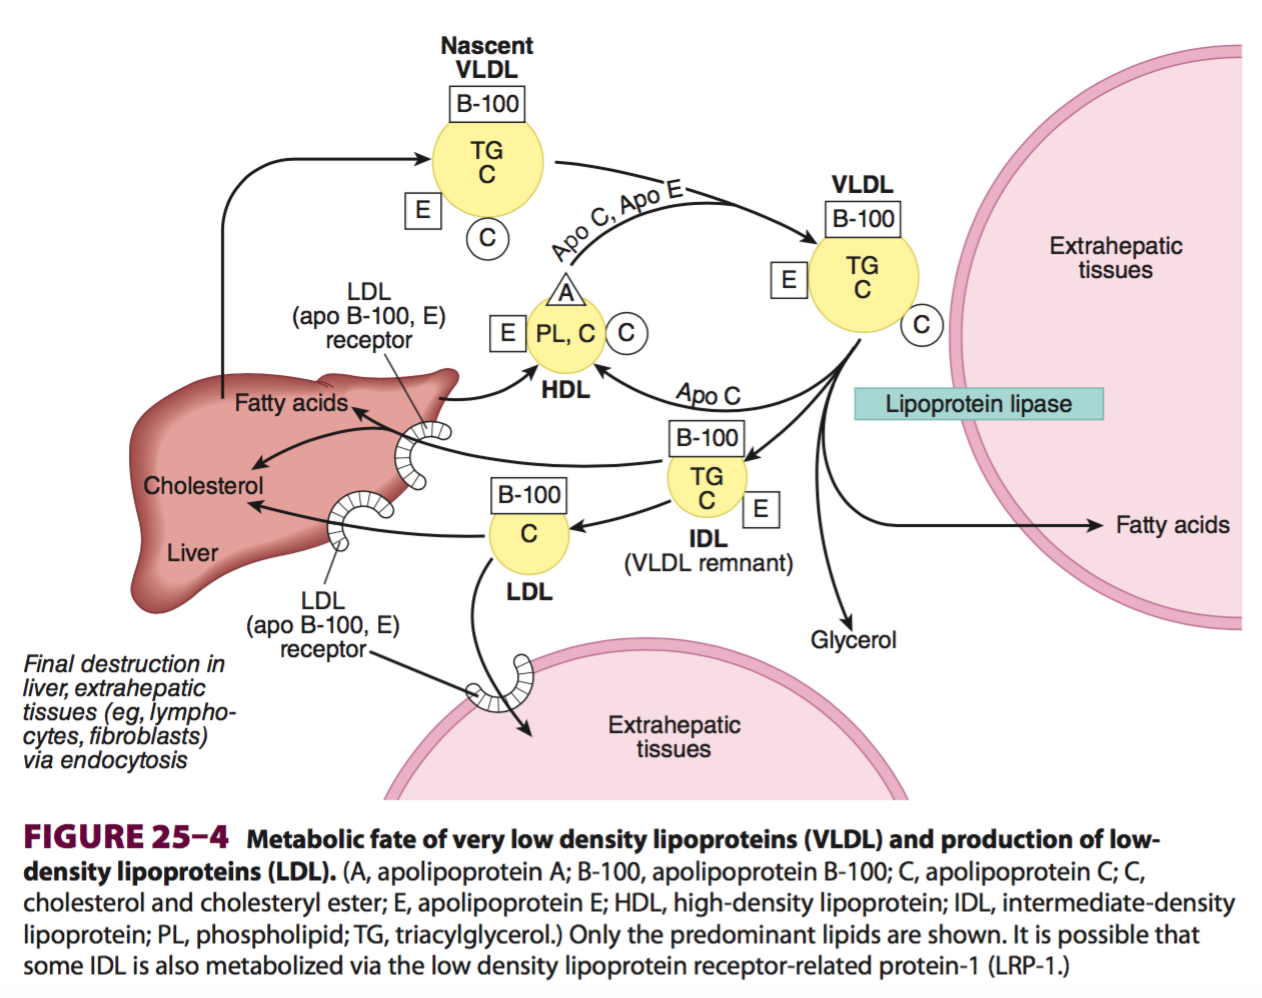 Nascent
VLDL
B-100
TG
C
E
C
Apo C, Apo E
VLDL
B-100
TG
C
E
C
Extrahepatic
tissues
LDL
(apo B-100, E)
receptor
A
E
PL, C
C
HDL
Apo C
Lipoprotein lipase
Fatty acids
Cholesterol
Liver
B-100
TG
C
E
IDL
(VLDL remnant)
B-100
C
LDL
Fatty acids
Glycerol
LDL
(apo B-100, E)
receptor
Final destruction in
liver, extrahepatic
tissues (eg, lympho-
cytes, fibroblasts)
via endocytosis
Extrahepatic
tissues
FIGURE 25–4 Metabolic fate of very low density lipoproteins (VLDL) and production of low-
density lipoproteins (LDL). (A, apolipoprotein A; B-100, apolipoprotein B-100; C, apolipoprotein C; C,
cholesterol and cholesteryl ester; E, apolipoprotein E; HDL, high-density lipoprotein; IDL, intermediate-density
lipoprotein; PL, phospholipid; TG, triacylglycerol.) Only the predominant lipids are shown. It is possible that
some IDL is also metabolized via the low density lipoprotein receptor-related protein-1 (LRP-1.)